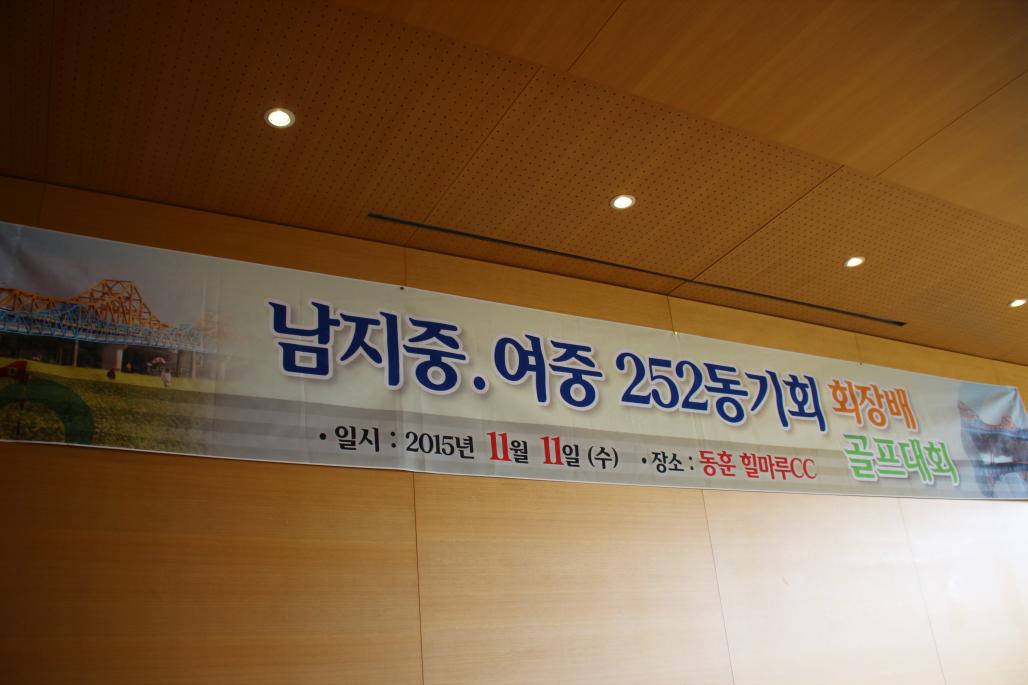 남지중.여중 252동기회 회장배
골프대회
• 일시 : 2015년 11월 11일 (수) • 장소 : 동훈 힐마루CC